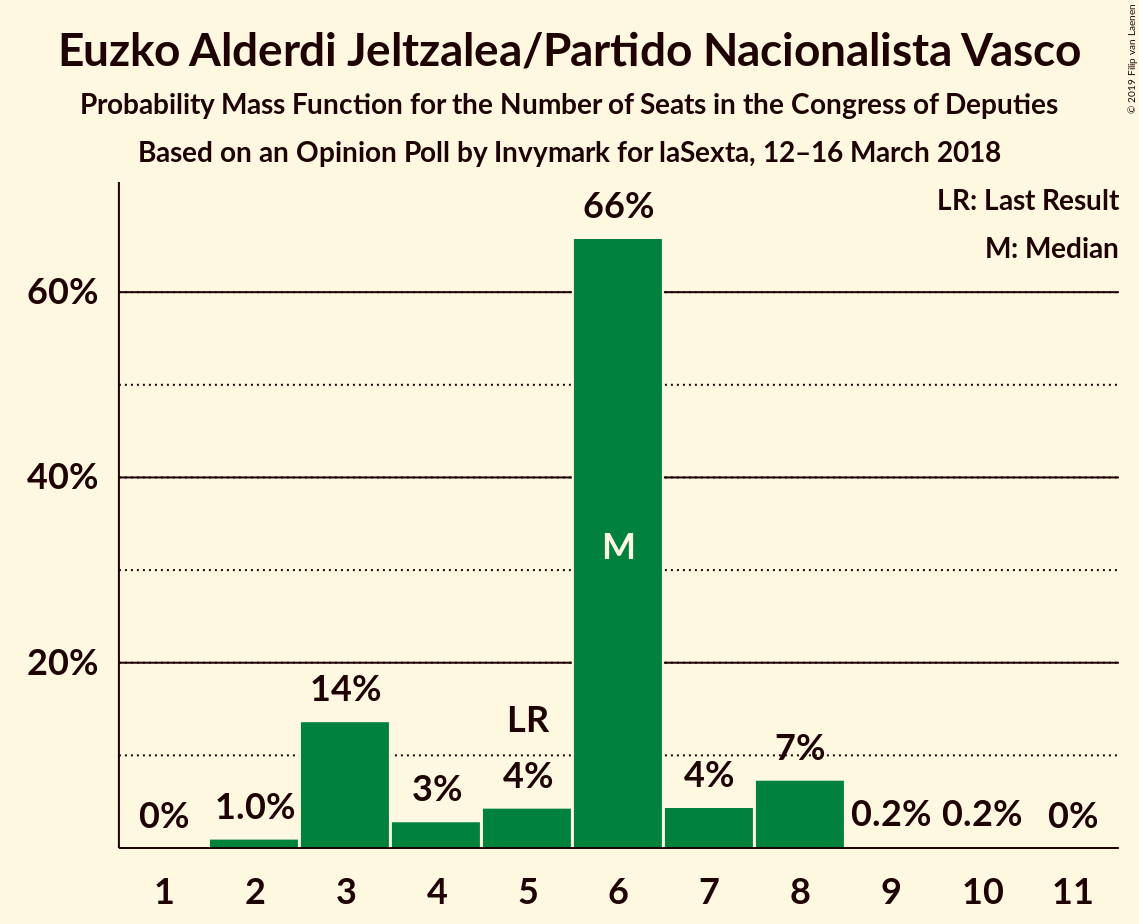 Euzko Alderdi Jeltzalea/Partido Nacionalista Vasco
Probability Mass Function for the Number of Seats in the Congress of Deputies
Based on an Opinion Poll by Invymark for laSexta, 12–16 March 2018
© 2019 Filip van Laenen
LR: Last Result
M: Median
66%
60%
40%
M
20%
14%
LR
7%
4%
4%
3%
1.0%
0%
0.2%
0.2%
0%
1 2 3 4 5 6 7 8 9 10 11